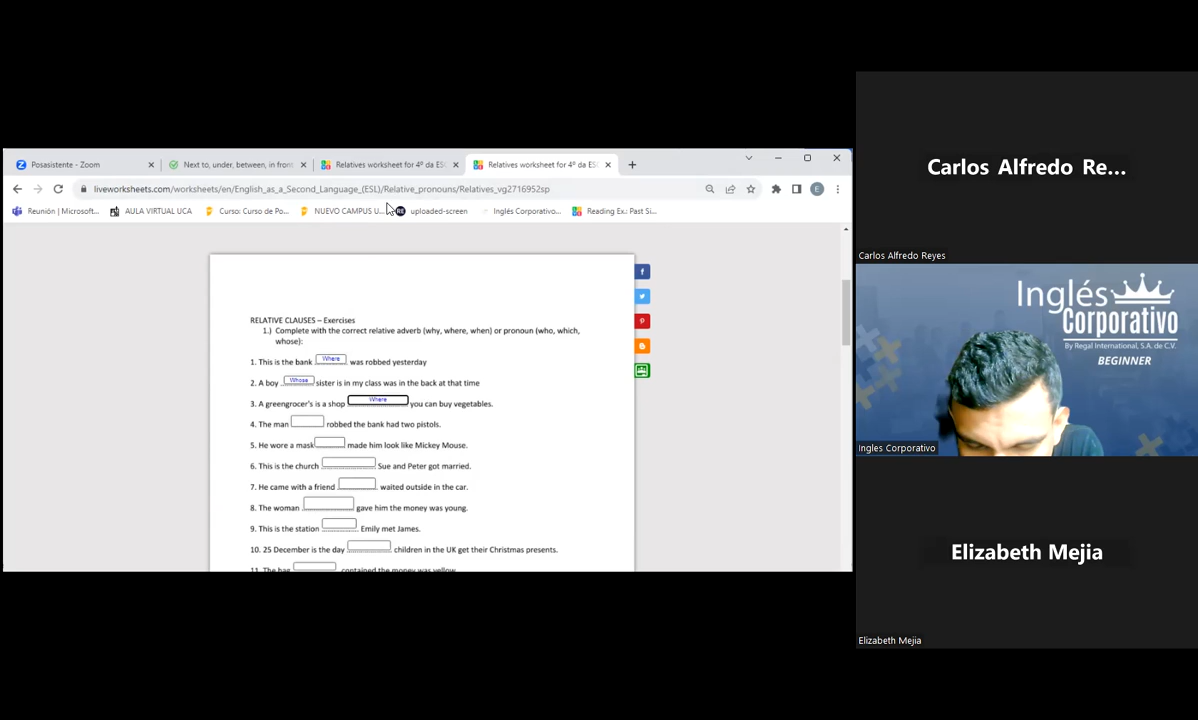 Posasistente - Zoom
Next to, under, between, in front
Relatives worksheet for 4º da ESO
Relatives worksheet for 4º da ESO
liveworksheets.com/worksheets/en/English_as_a_Second_Language_(ESL)/Relative_pronouns/Relatives_vg2716952sp
E
Reunión | Microsoft...
AULA VIRTUAL UCA
Curso: Curso de Po...
NUEVO CAMPUS U...
RE
uploaded-screen
Inglés Corporativo...
Reading Ex.: Past Si...
RELATIVE CLAUSES – Exercises
1.) Complete with the correct relative adverb (why, where, when) or pronoun (who, which,
whose):
1. This is the bank Where was robbed yesterday
2. A boy Whose sister is in my class was in the back at that time
3. A greengrocer's is a shop Where you can buy vegetables.
4. The man robbed the bank had two pistols.
5. He wore a mask made him look like Mickey Mouse.
6. This is the church Sue and Peter got married.
7. He came with a friend waited outside in the car.
8. The woman gave him the money was young.
9. This is the station Emily met James.
10. 25 December is the day children in the UK get their Christmas presents.
11. The bag contained the money was yellow.
Carlos Alfredo Re...
Carlos Alfredo Reyes
Inglés
Corporativo
By Regal International, S.A. de C.V.
BEGINNER
Ingles Corporativo
Elizabeth Mejia
Elizabeth Mejia